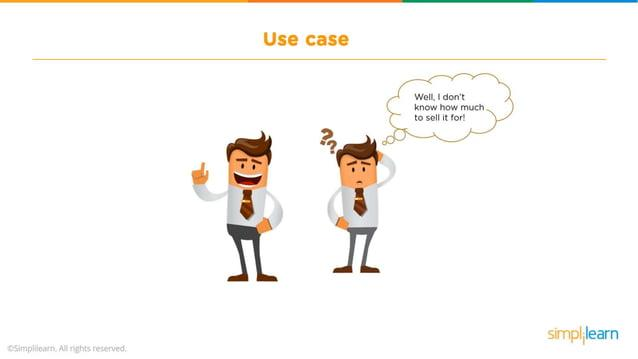 Use case
Well, I don't
know how much
to sell it for!
??
simplilearn
©Simplilearn. All rights reserved.